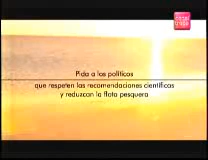 Pida a los políticos
que respeten las recomendaciones científicas
y reduzcan la flota pesquera